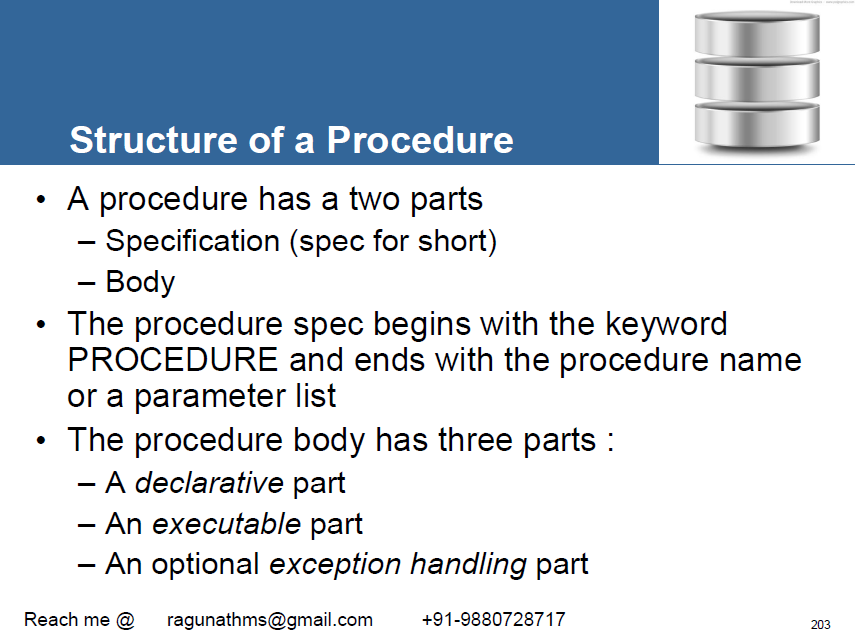 Structure of a Procedure
• A procedure has a two parts
– Specification (spec for short)
– Body
• The procedure spec begins with the keyword
PROCEDURE and ends with the procedure name
or a parameter list
• The procedure body has three parts :
– A declarative part
– An executable part
– An optional exception handling part
Reach me @ ragunathms@gmail.com +91-9880728717
203